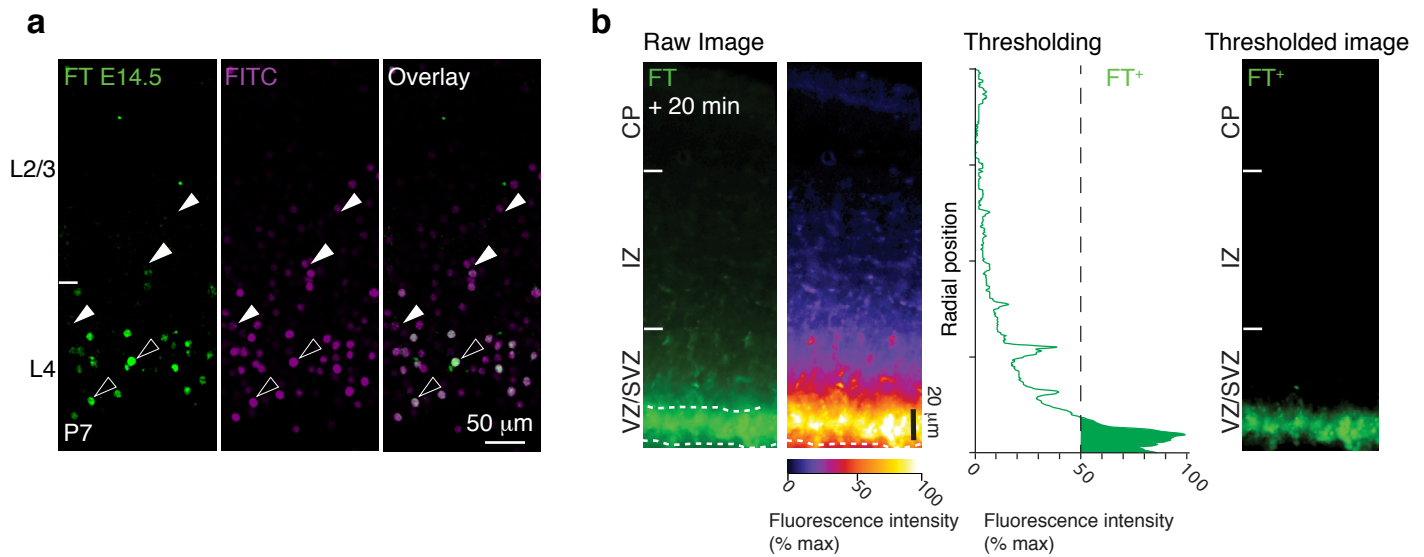 a
FT E14.5
FITC
Overlay
L2/3
L4
P7
50 μm
b
Raw Image
Thresholding
Thresholded image
FT
+ 20 min
CP
IZ
VZ/SVZ
20 μm
0
50
100
Fluorescence intensity
(% max)
FT⁺
Radial position
0
50
100
Fluorescence intensity
(% max)
FT⁺
CP
IZ
VZ/SVZ